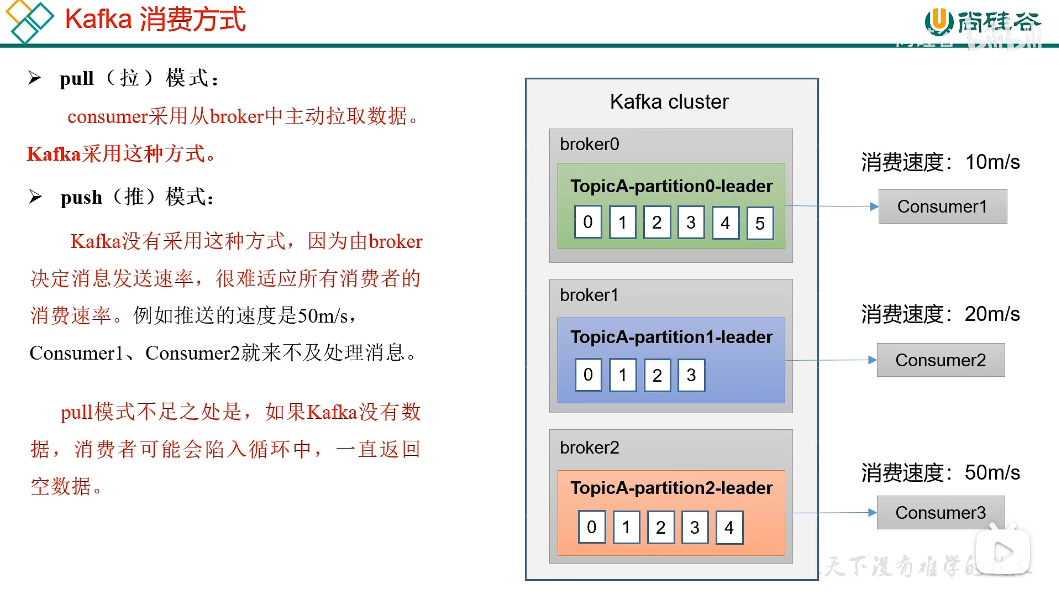 Kafka 消费方式
尚硅谷
pull（拉）模式：
consumer采用从broker中主动拉取数据。
Kafka采用这种方式。
push（推）模式：
Kafka没有采用这种方式，因为由broker
决定消息发送速率，很难适应所有消费者的
消费速率。例如推送的速度是50m/s，
Consumer1、Consumer2就来不及处理消息。
pull模式不足之处是，如果Kafka没有数
据，消费者可能会陷入循环中，一直返回
空数据。
Kafka cluster
broker0
TopicA-partition0-leader
0 1 2 3 4 5
消费速度：10m/s
Consumer1
broker1
TopicA-partition1-leader
0 1 2 3
消费速度：20m/s
Consumer2
broker2
TopicA-partition2-leader
0 1 2 3 4
消费速度：50m/s
Consumer3
天下没有难学的